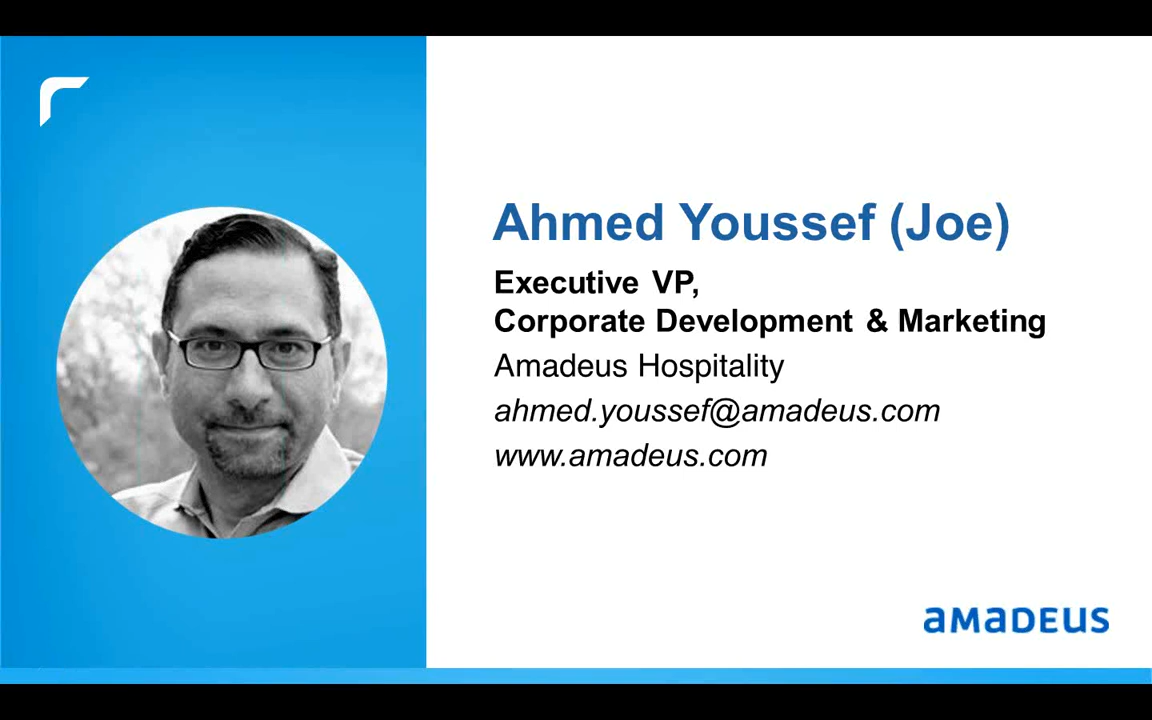 Ahmed Youssef (Joe)
Executive VP,
Corporate Development & Marketing
Amadeus Hospitality
ahmed.youssef@amadeus.com
www.amadeus.com
amadeus